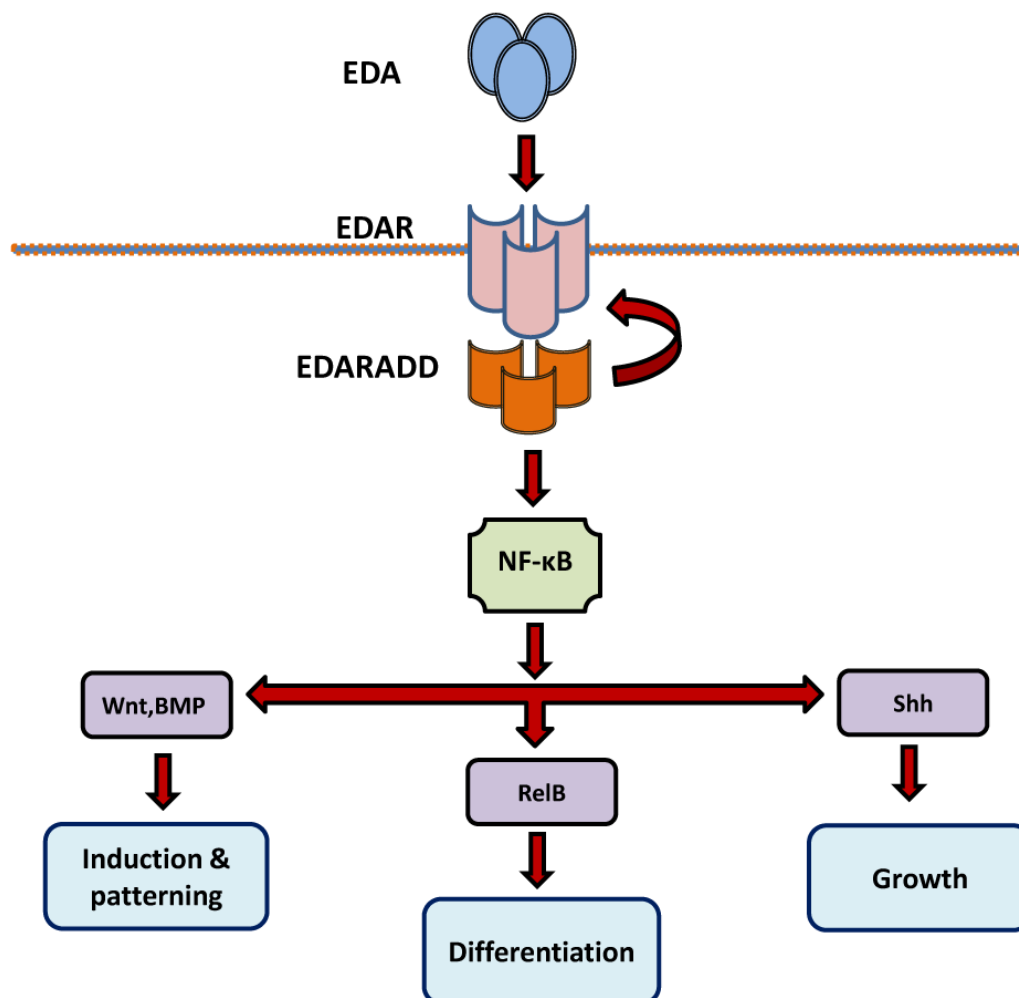 EDA
EDAR
EDARADD
NF-κB
Wnt,BMP
Shh
RelB
Induction &
patterning
Growth
Differentiation